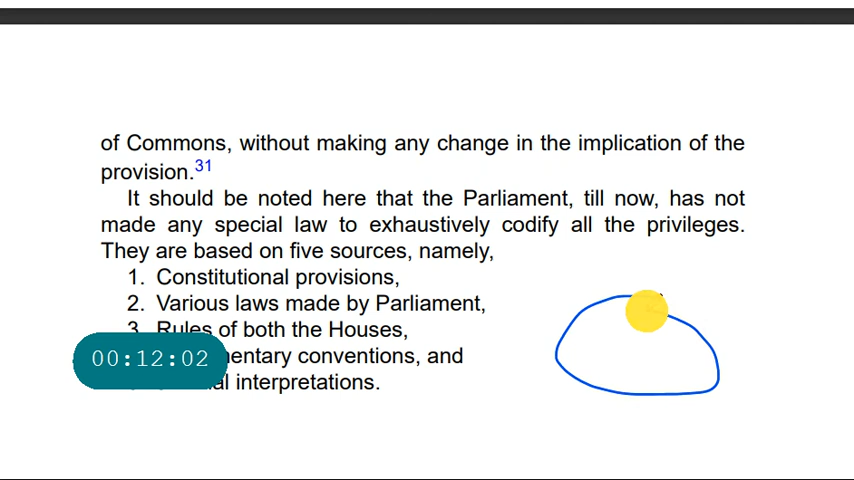 of Commons, without making any change in the implication of the
provision.31
It should be noted here that the Parliament, till now, has not
made any special law to exhaustively codify all the privileges.
They are based on five sources, namely,
1. Constitutional provisions,
2. Various laws made by Parliament,
3. Rules of both the Houses,
conventions, and
interpretations.
00:12:02